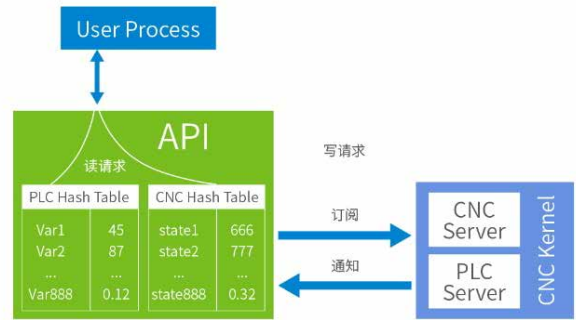 User Process
API
读请求
PLC Hash Table
CNC Hash Table
Var1 45
Var2 87
... ...
Var888 0.12
state1 666
state2 777
... ...
state888 0.32
写请求
订阅
通知
CNC
Server
PLC
Server
CNC Kernel